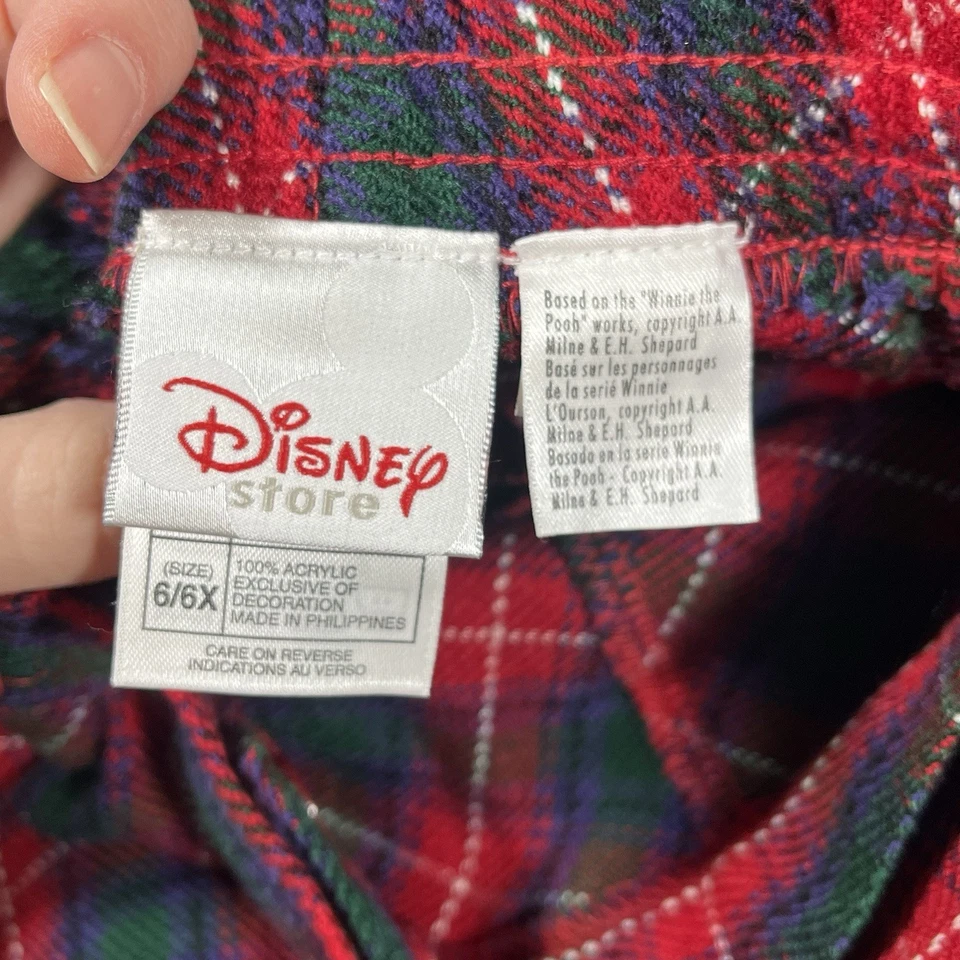 Disney
store
(SIZE)
6/6X
100% ACRYLIC
EXCLUSIVE OF
DECORATION
MADE IN PHILIPPINES
CARE ON REVERSE
INDICATIONS AU VERSO
Based on the "Winnie the
Pooh" works, copyright A.A.
Milne & E.H. Shepard
Basé sur les personnages
de la serié Winnie
L'Ourson, copyright A.A.
Milne & E.H. Shepard
Basado en la serie Winnie
the Pooh - Copyright A.A.
Milne & E.H. Shepard